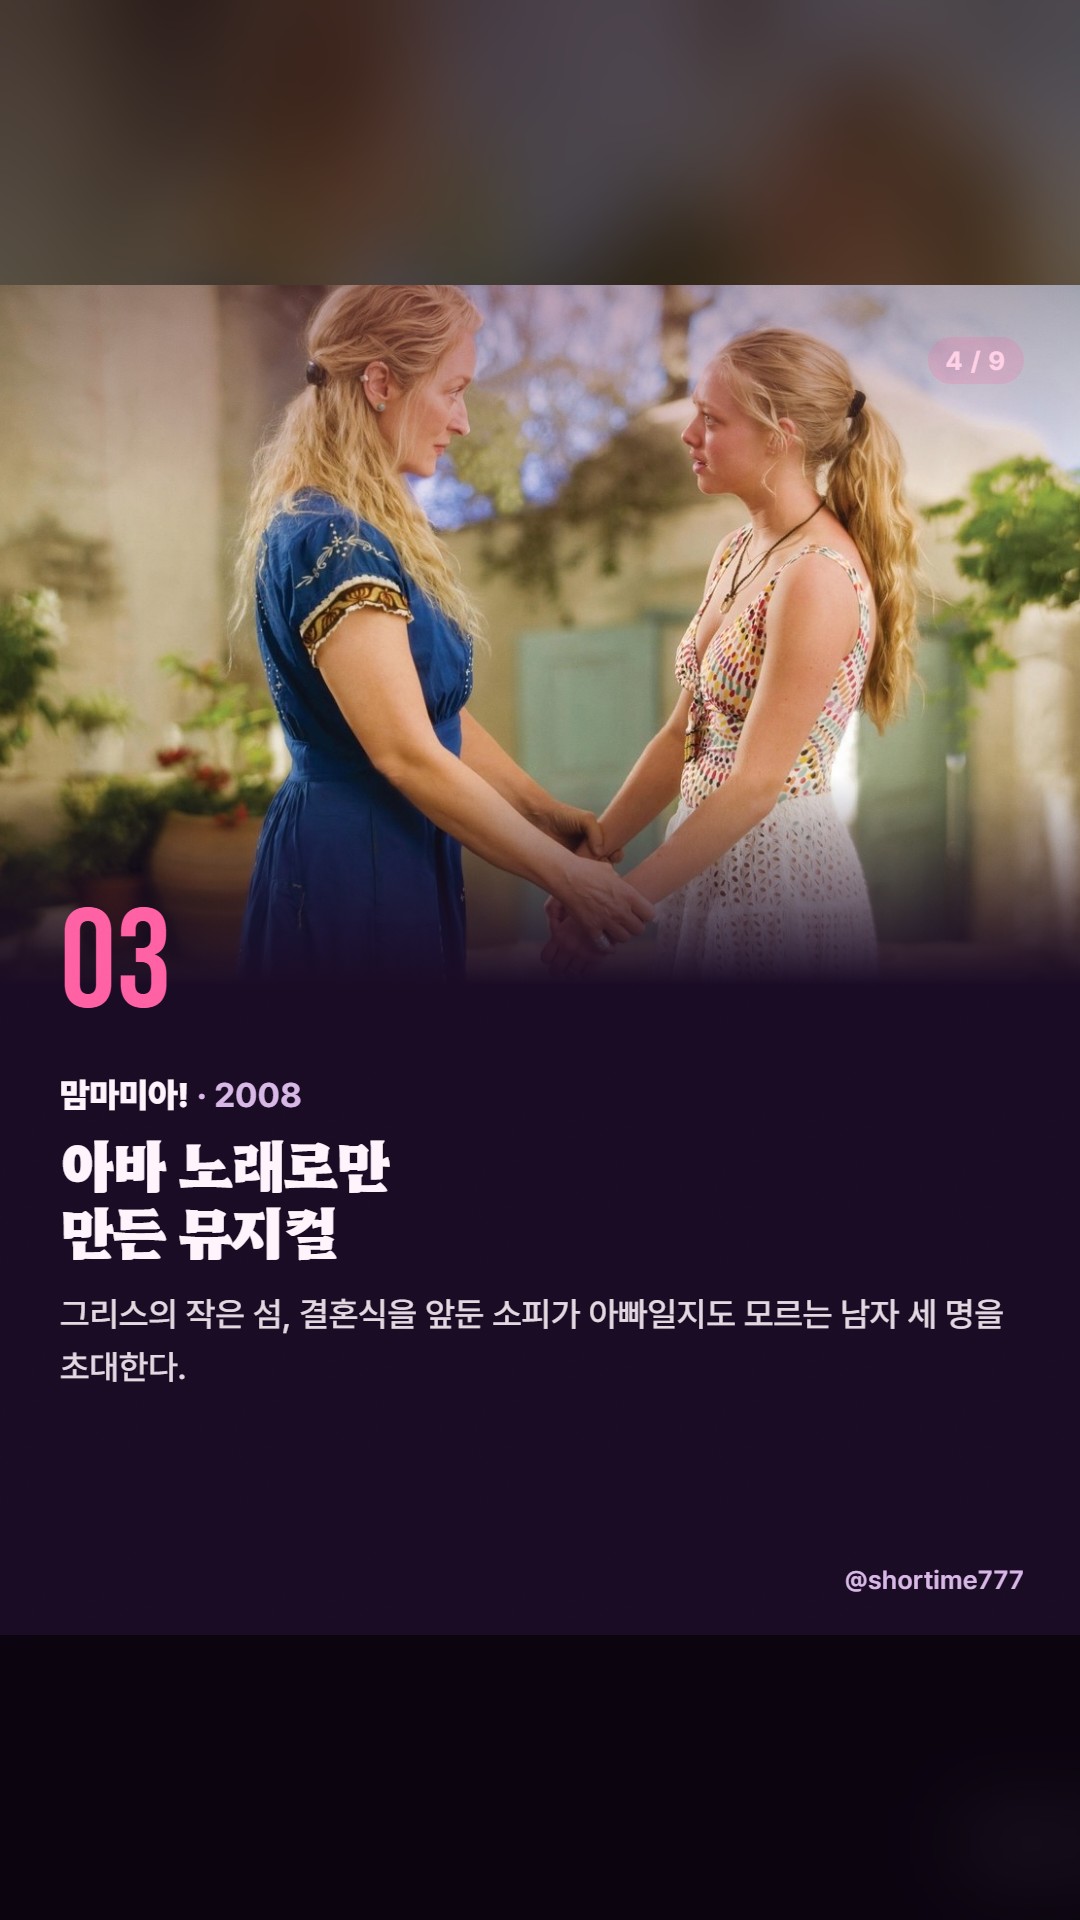 4 / 9
03
맘마미아! · 2008
아바 노래로만
만든 뮤지컬
그리스의 작은 섬, 결혼식을 앞둔 소피가 아빠일지도 모르는 남자 세 명을
초대한다.
@shortime777